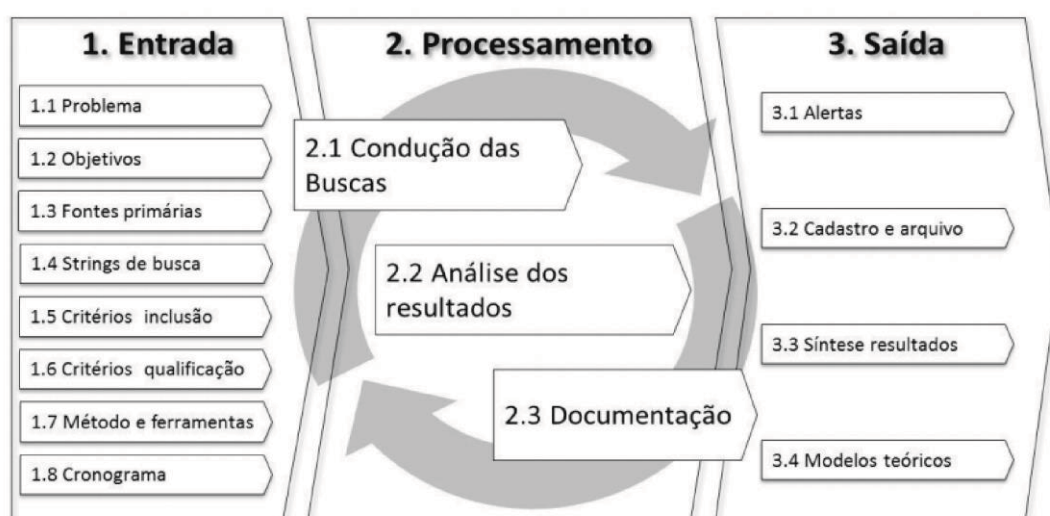 1. Entrada
1.1 Problema
1.2 Objetivos
1.3 Fontes primárias
1.4 Strings de busca
1.5 Critérios inclusão
1.6 Critérios qualificação
1.7 Método e ferramentas
1.8 Cronograma
2. Processamento
2.1 Condução das
Buscas
2.2 Análise dos
resultados
2.3 Documentação
3. Saída
3.1 Alertas
3.2 Cadastro e arquivo
3.3 Síntese resultados
3.4 Modelos teóricos